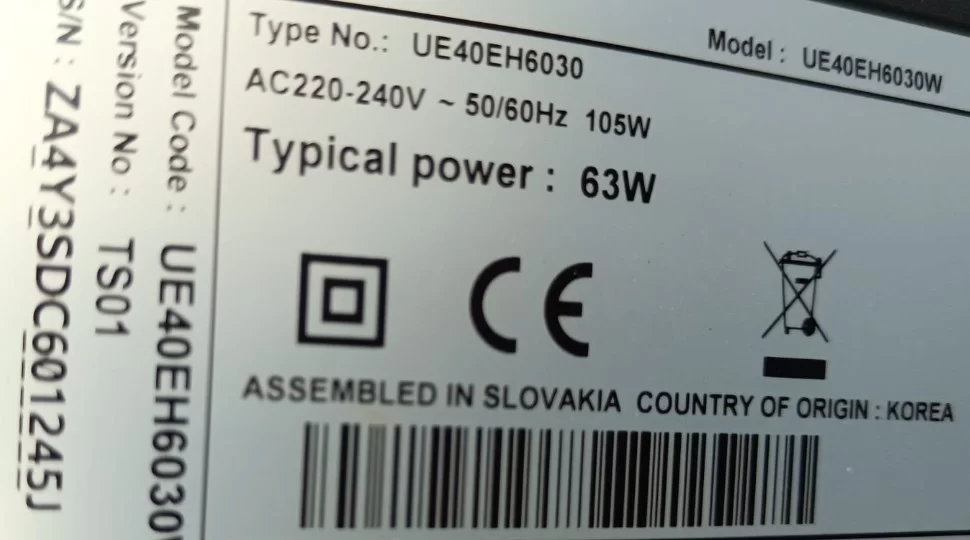 Type No.: UE40EH6030
Model : UE40EH6030W
AC220-240V ~ 50/60Hz 105W
Typical power : 63W
CE
ASSEMBLED IN SLOVAKIA COUNTRY OF ORIGIN : KOREA
Model Code : UE40EH6030W
Version No : TS01
S/N : ZA4Y3SDC601245J